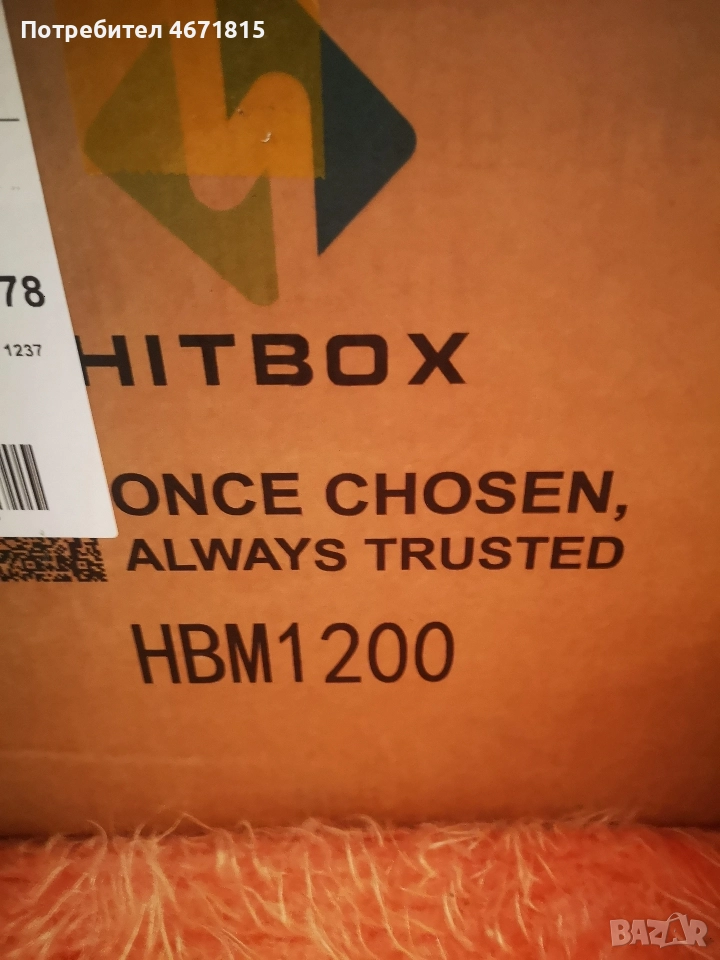 Потребител 4671815
78
1237
HITBOX
ONCE CHOSEN,
ALWAYS TRUSTED
HBM1200
BAZAR